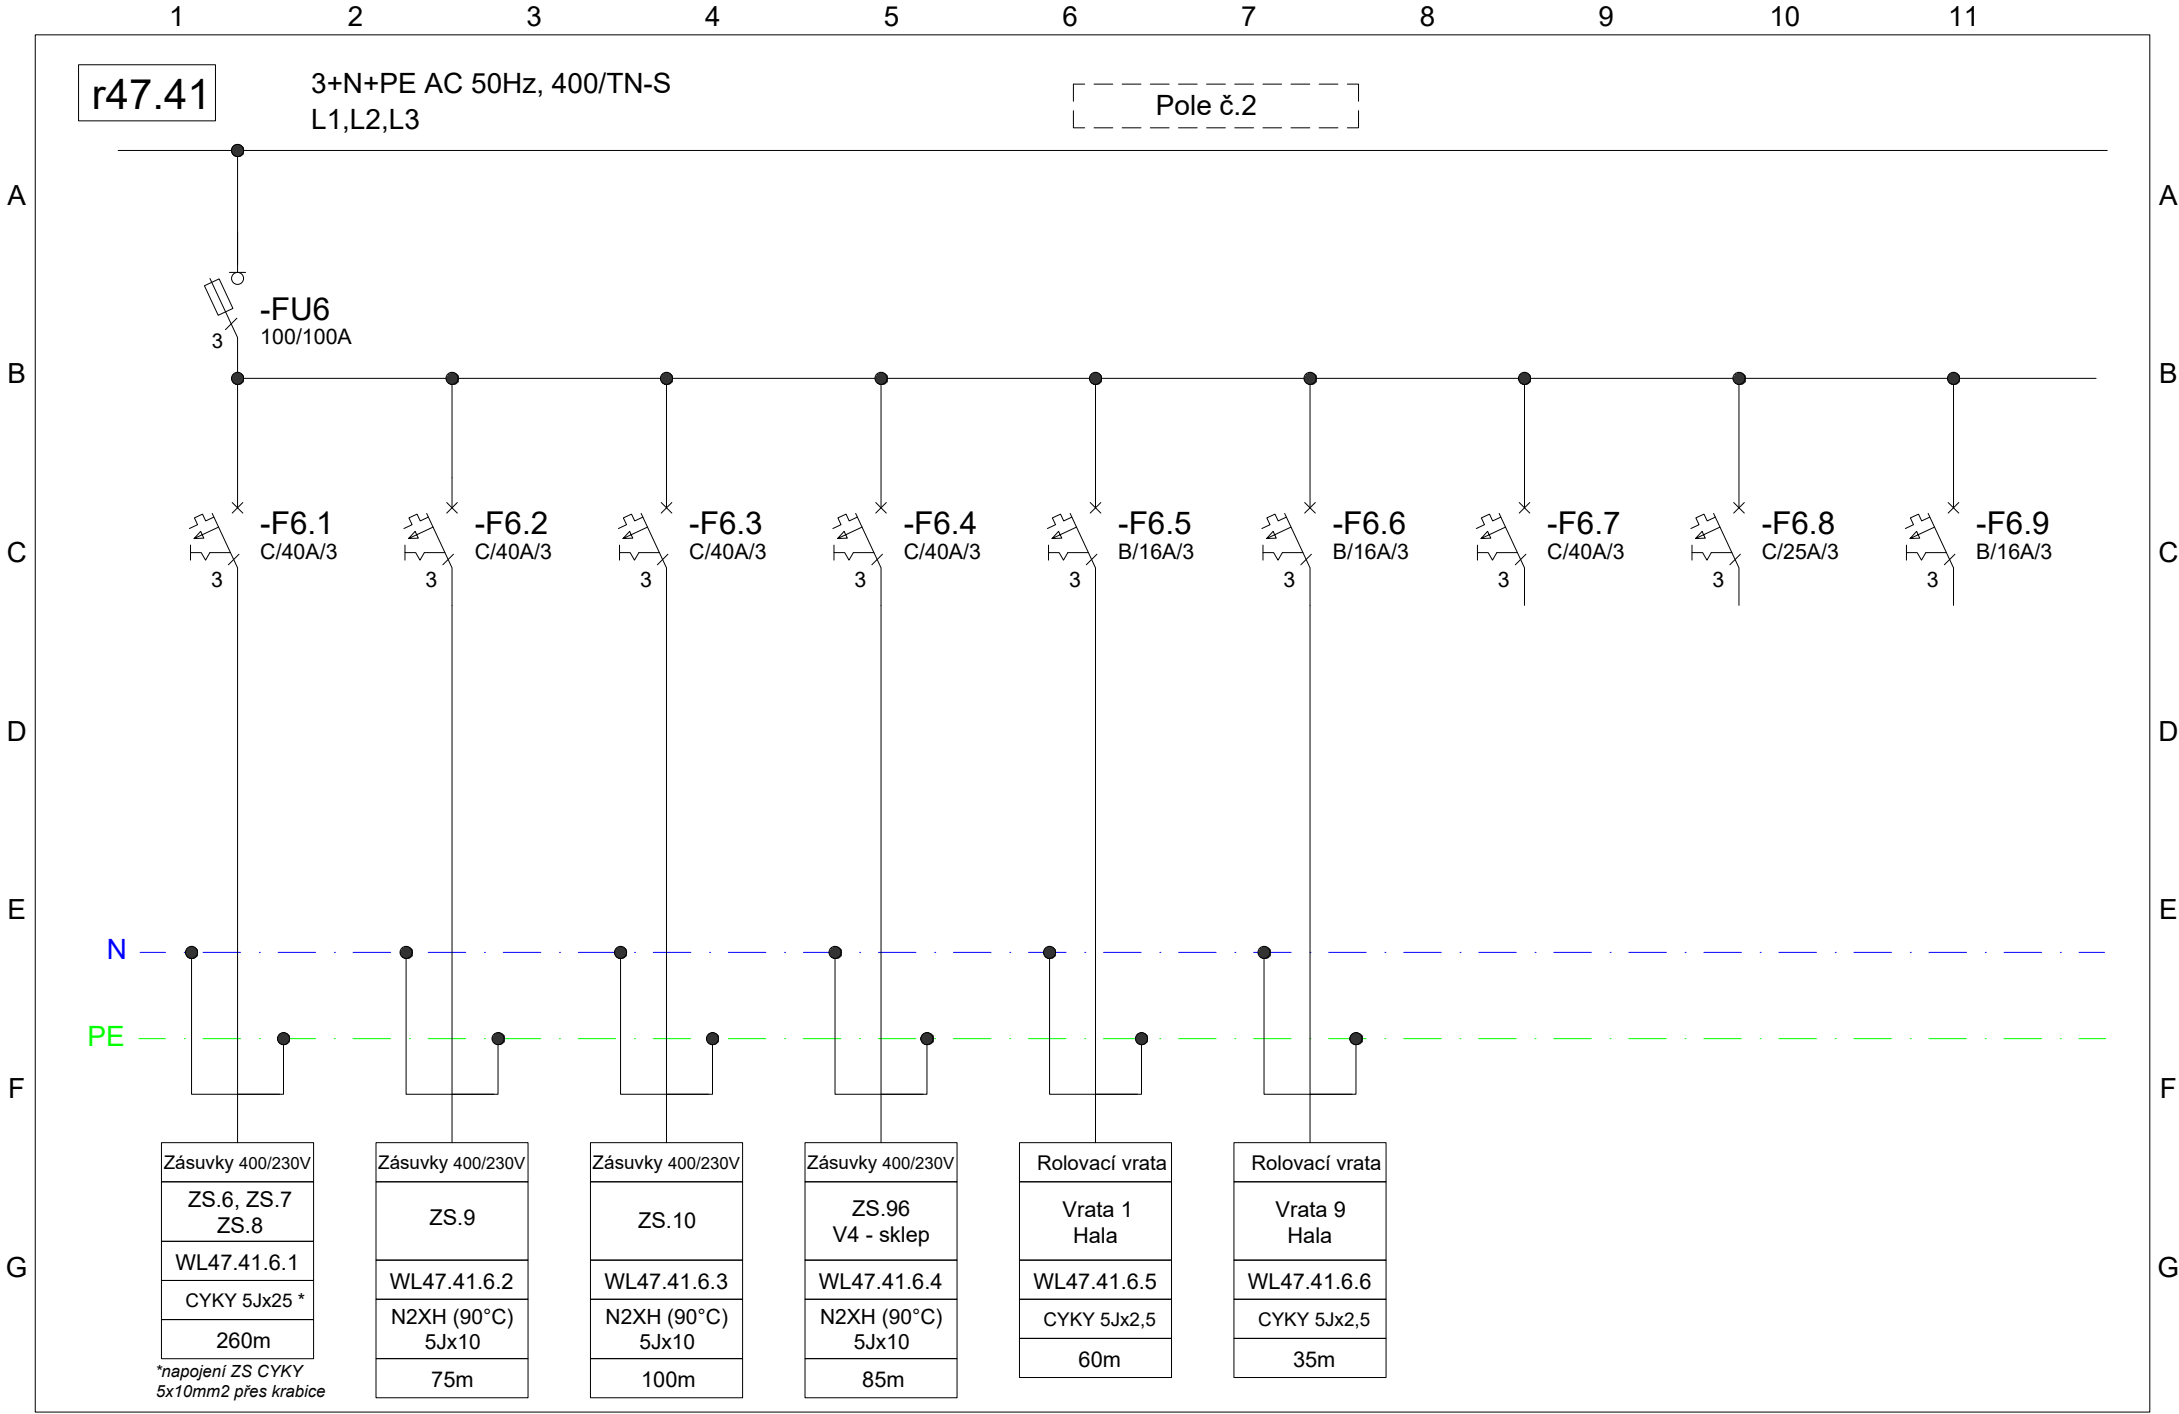 1 2 3 4 5 6 7 8 9 10 11
r47.41
3+N+PE AC 50Hz, 400/TN-S
L1,L2,L3
Pole č.2
A A
-FU6
100/100A
3
B B
-F6.1
C/40A/3
3
-F6.2
C/40A/3
3
-F6.3
C/40A/3
3
-F6.4
C/40A/3
3
-F6.5
B/16A/3
3
-F6.6
B/16A/3
3
-F6.7
C/40A/3
3
-F6.8
C/25A/3
3
-F6.9
B/16A/3
3
C C
D D
E E
N
PE
F F
G G
Zásuvky 400/230V
ZS.6, ZS.7
ZS.8
WL47.41.6.1
CYKY 5Jx25 *
260m
*napojení ZS CYKY
5x10mm2 přes krabice
Zásuvky 400/230V
ZS.9
WL47.41.6.2
N2XH (90°C)
5Jx10
75m
Zásuvky 400/230V
ZS.10
WL47.41.6.3
N2XH (90°C)
5Jx10
100m
Zásuvky 400/230V
ZS.96
V4 - sklep
WL47.41.6.4
N2XH (90°C)
5Jx10
85m
Rolovací vrata
Vrata 1
Hala
WL47.41.6.5
CYKY 5Jx2,5
60m
Rolovací vrata
Vrata 9
Hala
WL47.41.6.6
CYKY 5Jx2,5
35m